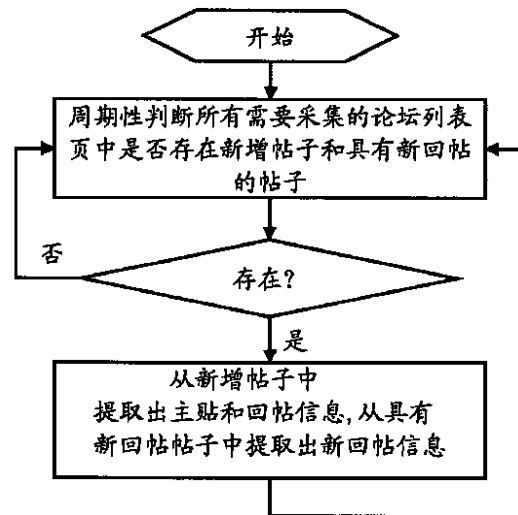 开始
周期性判断所有需要采集的论坛列表
页中是否存在新增帖子和具有新回帖
的帖子
否
存在?
是
从新增帖子中
提取出主贴和回帖信息,从具有
新回帖帖子中提取出新回帖信息